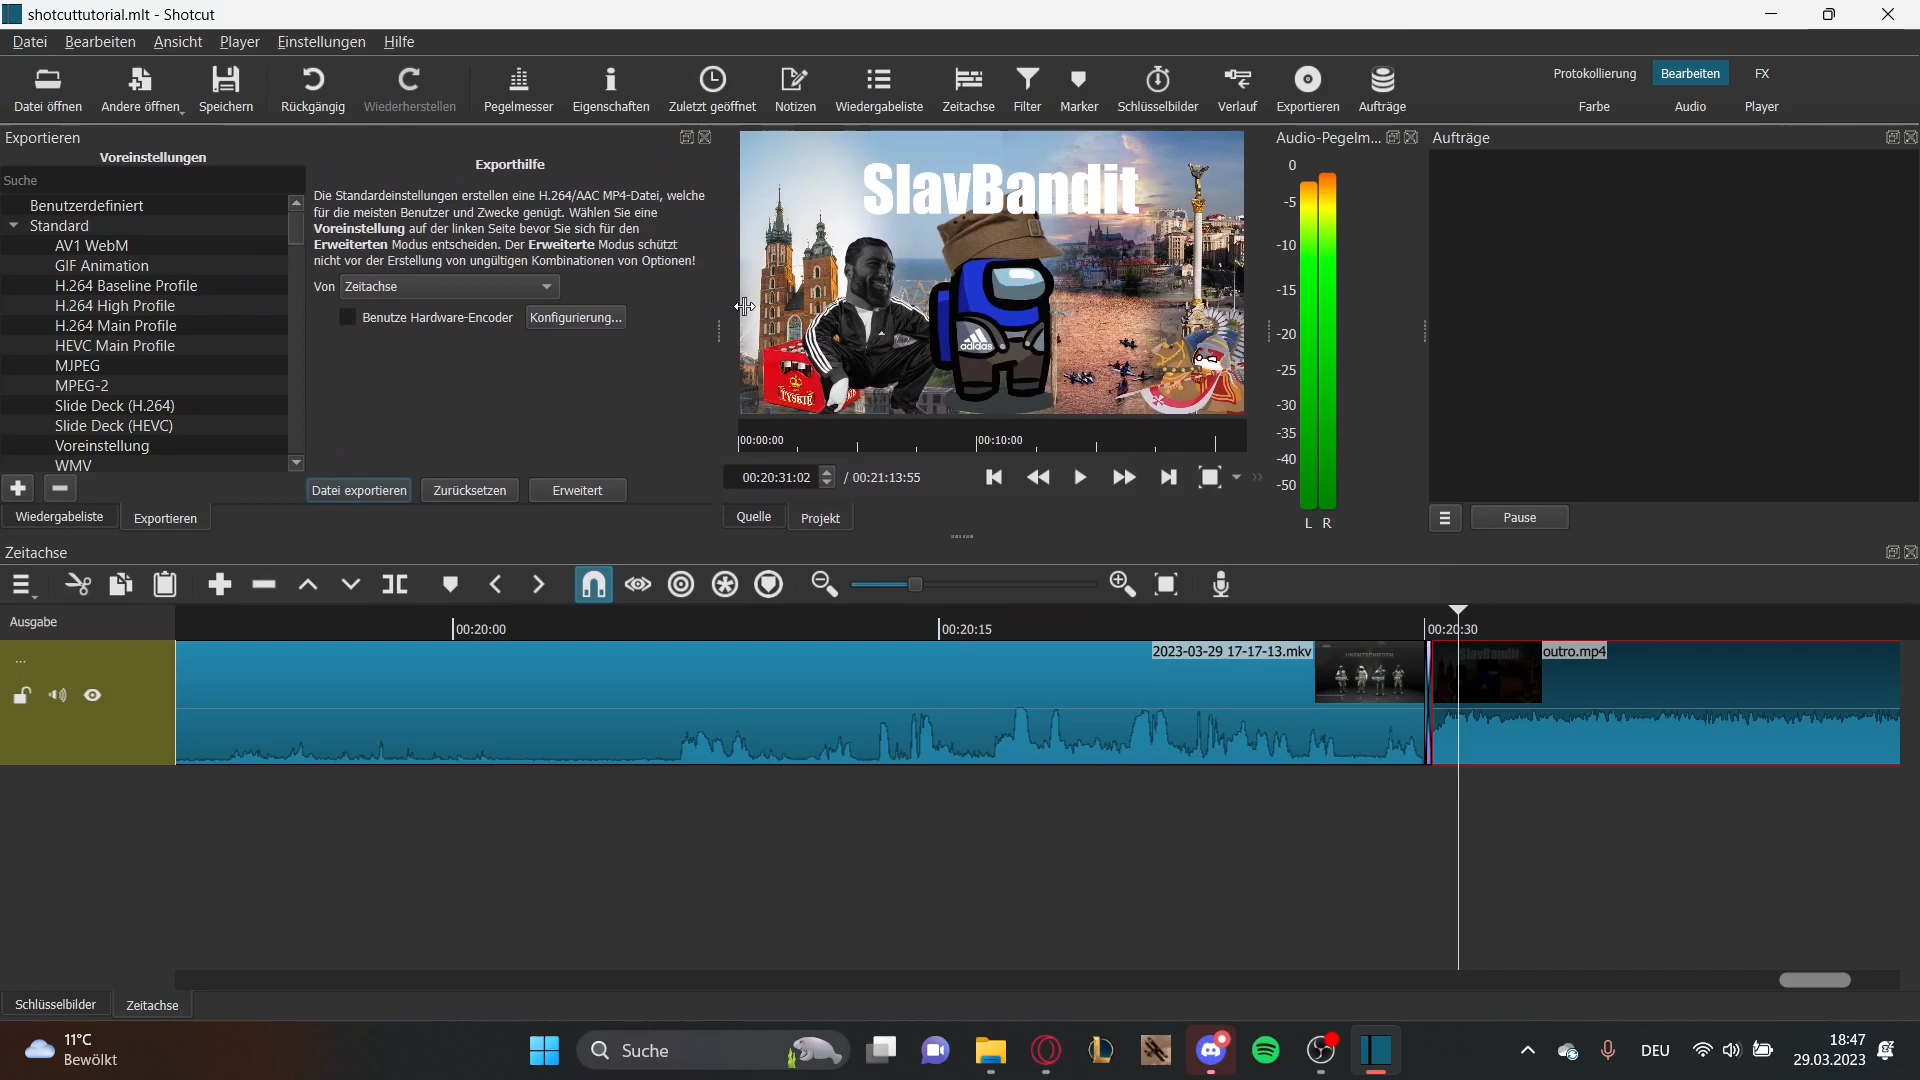 shotcuttutorial.mlt - Shotcut
Datei Bearbeiten Ansicht Player Einstellungen Hilfe
Datei öffnen Andere öffnen Speichern Rückgängig Wiederherstellen Pegelmesser Eigenschaften Zuletzt geöffnet Notizen Wiedergabeliste Zeitachse Filter Marker Schlüsselbilder Verlauf Exportieren Aufträge
Protokollierung Bearbeiten FX
Farbe Audio Player
Exportieren
Voreinstellungen
Suche
Benutzerdefiniert
Standard
AV1 WebM
GIF Animation
H.264 Baseline Profile
H.264 High Profile
H.264 Main Profile
HEVC Main Profile
MJPEG
MPEG-2
Slide Deck (H.264)
Slide Deck (HEVC)
Voreinstellung
WMV
Exporthilfe
Die Standardeinstellungen erstellen eine H.264/AAC MP4-Datei, welche
für die meisten Benutzer und Zwecke genügt. Wählen Sie eine
Voreinstellung auf der linken Seite bevor Sie sich für den
Erweiterten Modus entscheiden. Der Erweiterte Modus schützt
nicht vor der Erstellung von ungültigen Kombinationen von Optionen!
Von Zeitachse
Benutze Hardware-Encoder Konfigurierung...
Datei exportieren Zurücksetzen Erweitert
Wiedergabeliste Exportieren
SlavBandit
adidas
TYSKIE
00:00:00 00:10:00
00:20:31:02 / 00:21:13:55
Quelle Projekt
Audio-Pegelm...
0
-5
-10
-15
-20
-25
-30
-35
-40
-50
L R
Aufträge
Pause
Zeitachse
Ausgabe
00:20:00 00:20:15 00:20:30
...
2023-03-29 17-17-13.mkv
UNENTSCHIEDEN
outro.mp4
SlavBandit
Schlüsselbilder Zeitachse
11°C
Bewölkt
Suche
DEU
18:47
29.03.2023